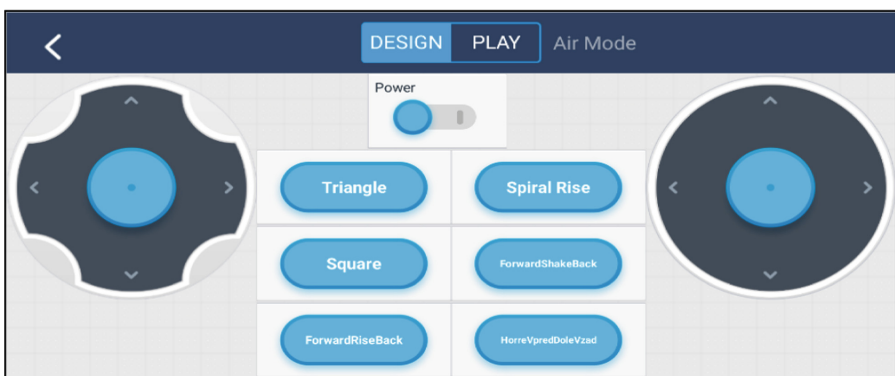 DESIGN PLAY Air Mode
Power
Triangle Spiral Rise
Square ForwardShakeBack
ForwardRiseBack HorreVpredDoleVzad